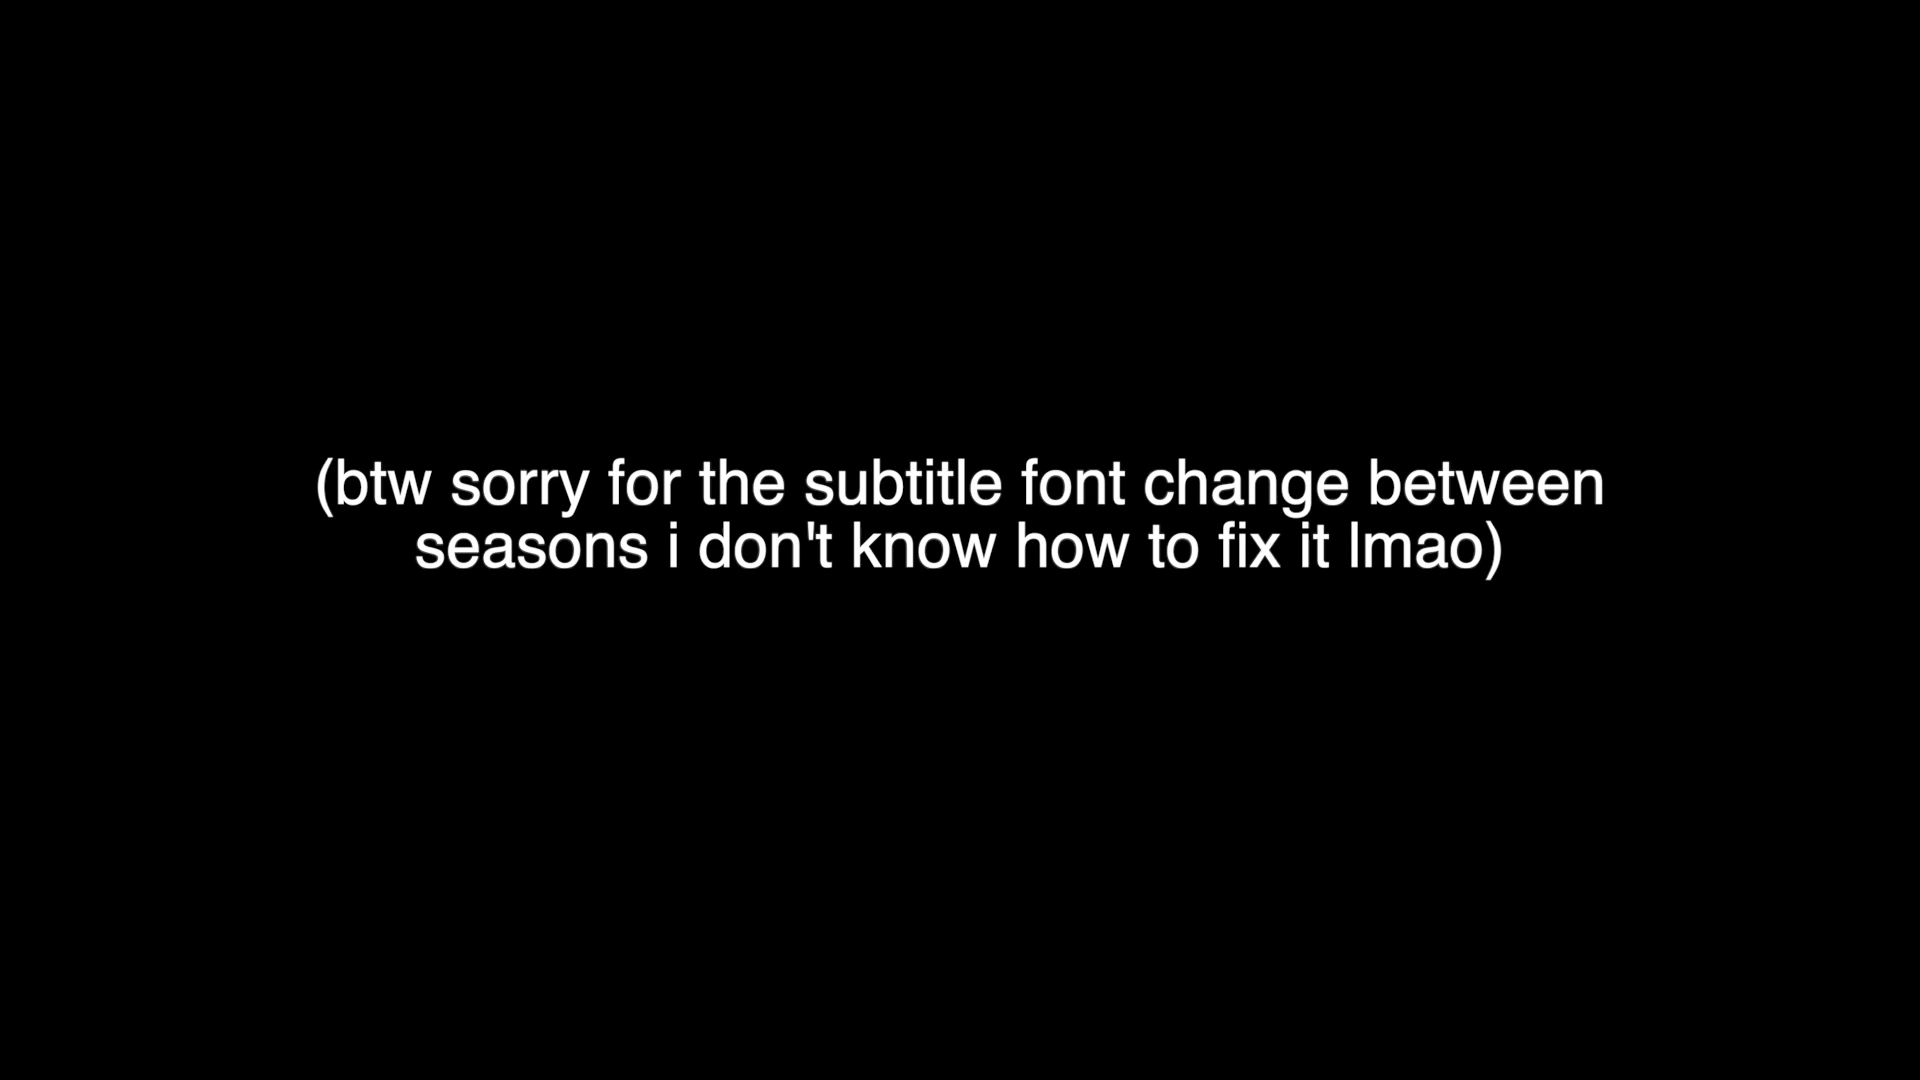 (btw sorry for the subtitle font change between
seasons i don't know how to fix it lmao)